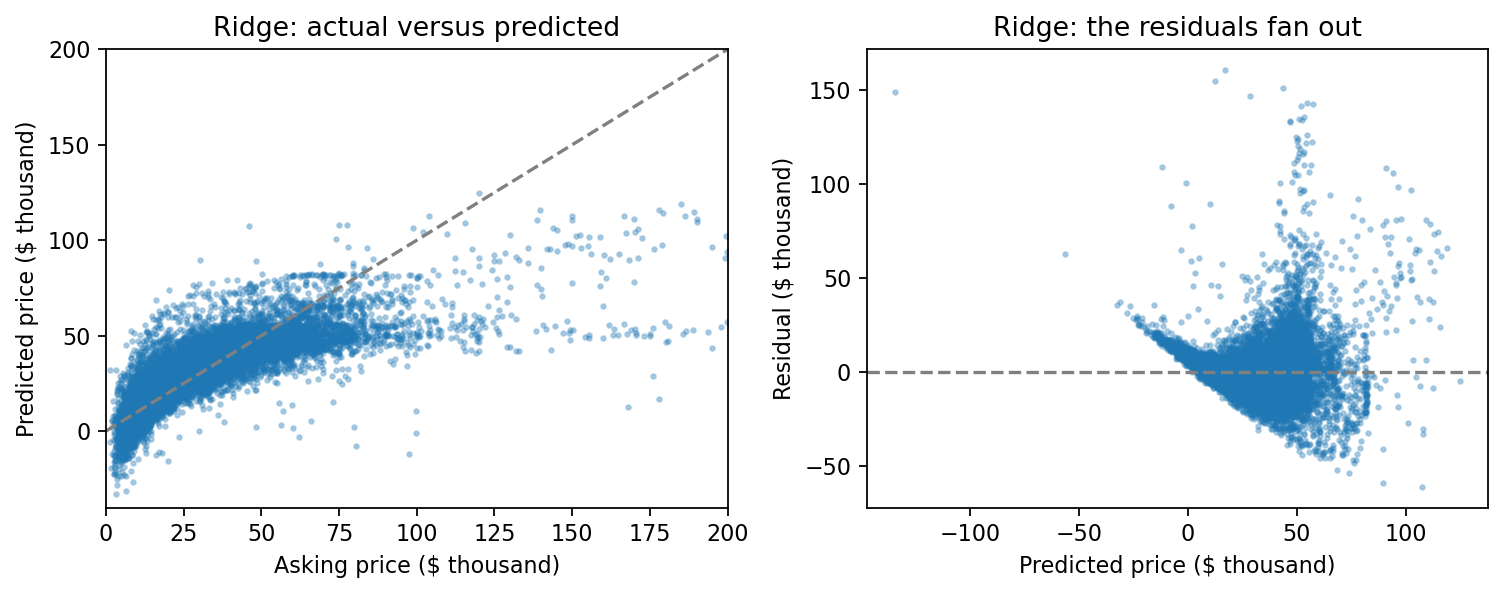 Ridge: actual versus predicted
200
150
100
50
0
Predicted price ($ thousand)
0 25 50 75 100 125 150 175 200
Asking price ($ thousand)
Ridge: the residuals fan out
150
100
50
0
−50
Residual ($ thousand)
−100 −50 0 50 100
Predicted price ($ thousand)